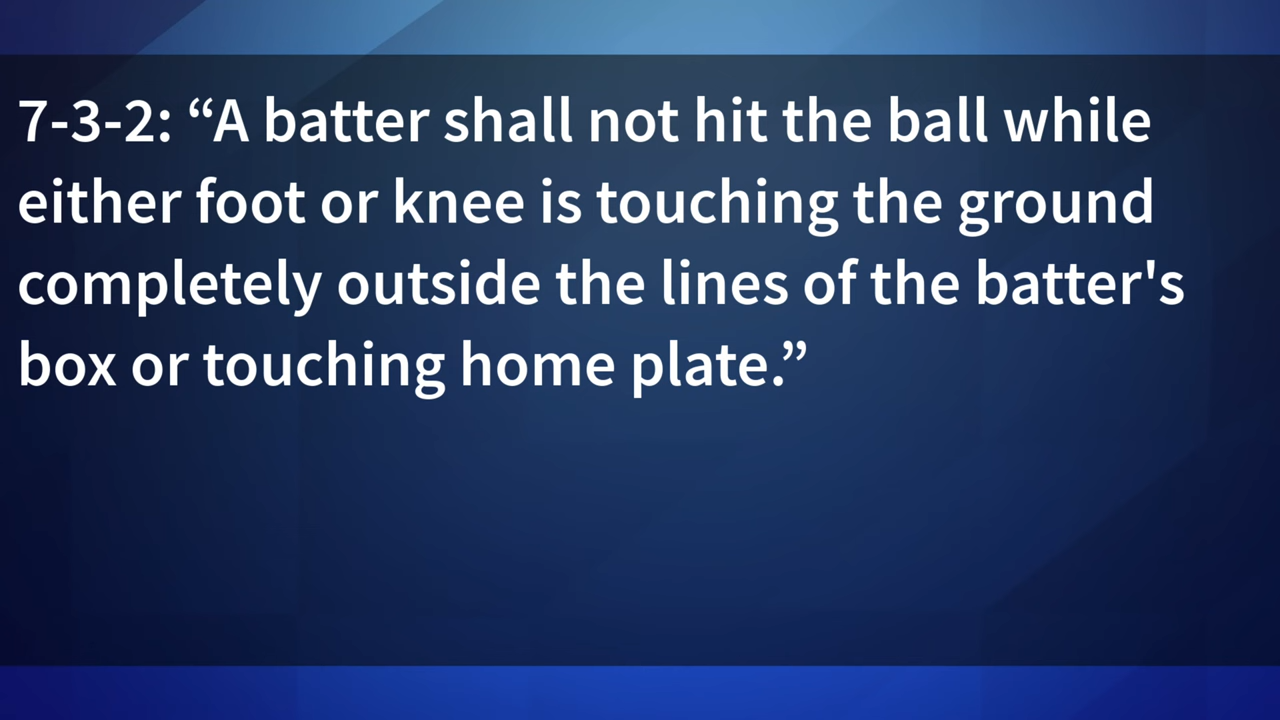 7-3-2: “A batter shall not hit the ball while
either foot or knee is touching the ground
completely outside the lines of the batter's
box or touching home plate.”